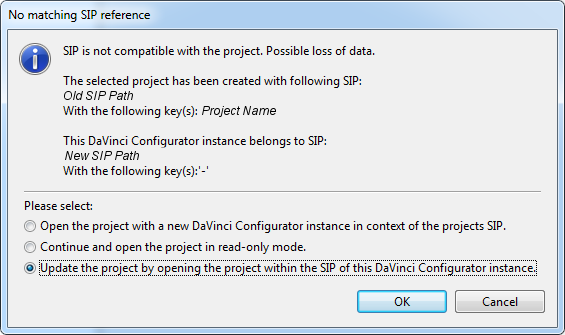 No matching SIP reference
SIP is not compatible with the project. Possible loss of data.
The selected project has been created with following SIP:
Old SIP Path
With the following key(s): Project Name
This DaVinci Configurator instance belongs to SIP:
New SIP Path
With the following key(s):'-'
Please select:
Open the project with a new DaVinci Configurator instance in context of the projects SIP.
Continue and open the project in read-only mode.
Update the project by opening the project within the SIP of this DaVinci Configurator instance.
OK
Cancel